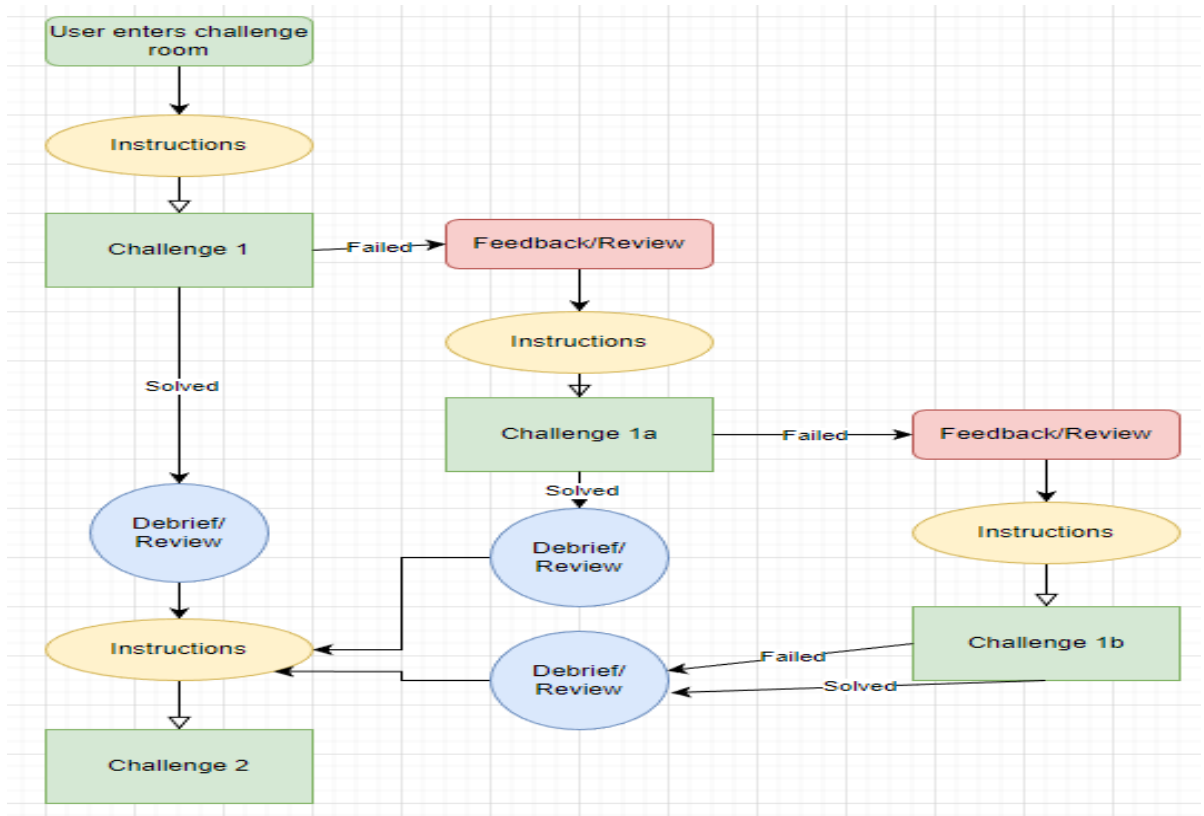 User enters challenge
room
Instructions
Challenge 1
Failed
Feedback/Review
Instructions
Solved
Challenge 1a
Failed
Feedback/Review
Solved
Debrief/
Review
Debrief/
Review
Instructions
Instructions
Debrief/
Review
Failed
Challenge 1b
Solved
Challenge 2